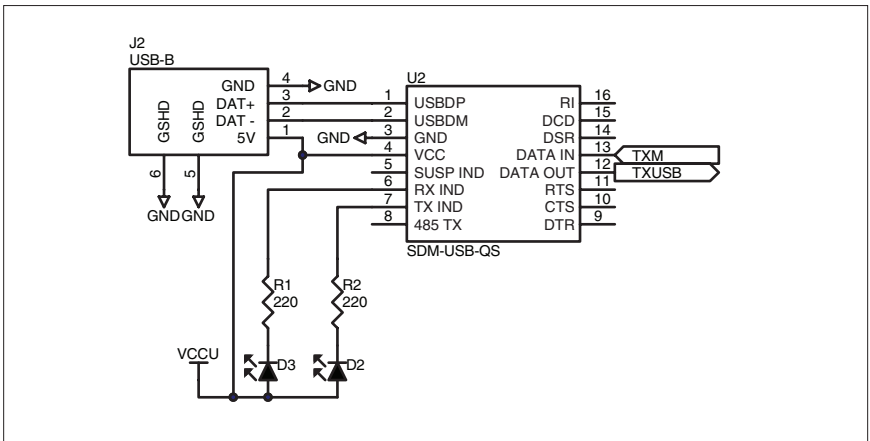 J2
USB-B
GND 4 GND
DAT+ 3
DAT - 2
5V 1
GSHD GSHD
6 5
GND GND
U2
1 USBDP RI 16
2 USBDM DCD 15
GND 3 GND DSR 14
4 VCC DATA IN 13 TXM
5 SUSP IND DATA OUT 12 TXUSB
6 RX IND RTS 11
7 TX IND CTS 10
8 485 TX DTR 9
SDM-USB-QS
R1 R2
220 220
VCCU
D3 D2